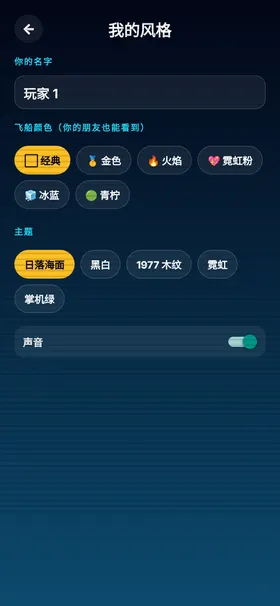 我的风格
你的名字
玩家 1
飞船颜色（你的朋友也能看到）
经典 🥇 金色 🔥 火焰 💖 霓虹粉
🧊 冰蓝 🟢 青柠
主题
日落海面 黑白 1977 木纹 霓虹
掌机绿
声音